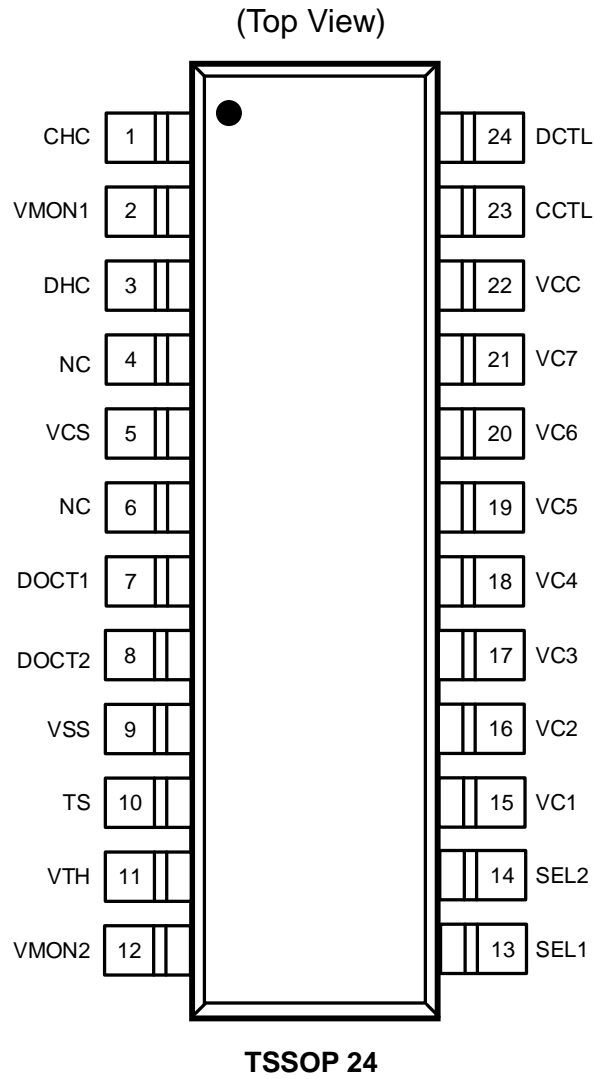 (Top View)
CHC 1 24 DCTL
VMON1 2 23 CCTL
DHC 3 22 VCC
NC 4 21 VC7
VCS 5 20 VC6
NC 6 19 VC5
DOCT1 7 18 VC4
DOCT2 8 17 VC3
VSS 9 16 VC2
TS 10 15 VC1
VTH 11 14 SEL2
VMON2 12 13 SEL1
TSSOP 24